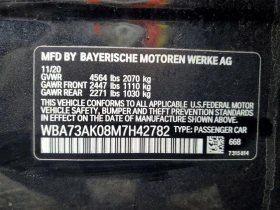 MFD BY BAYERISCHE MOTOREN WERKE AG
11/20
GVWR 4564 lbs 2070 kg
GAWR FRONT 2447 lbs 1110 kg
GAWR REAR 2271 lbs 1030 kg
THIS VEHICLE CONFORMS TO ALL APPLICABLE FEDERAL MOTOR VEHICLE SAFETY, BUMPER AND THEFT PREVENTION STANDARDS IN EFFECT ON THE DATE OF MANUFACTURE SHOWN ABOVE.
WBA73AK08M7H42782 TYPE: PASSENGER CAR
668